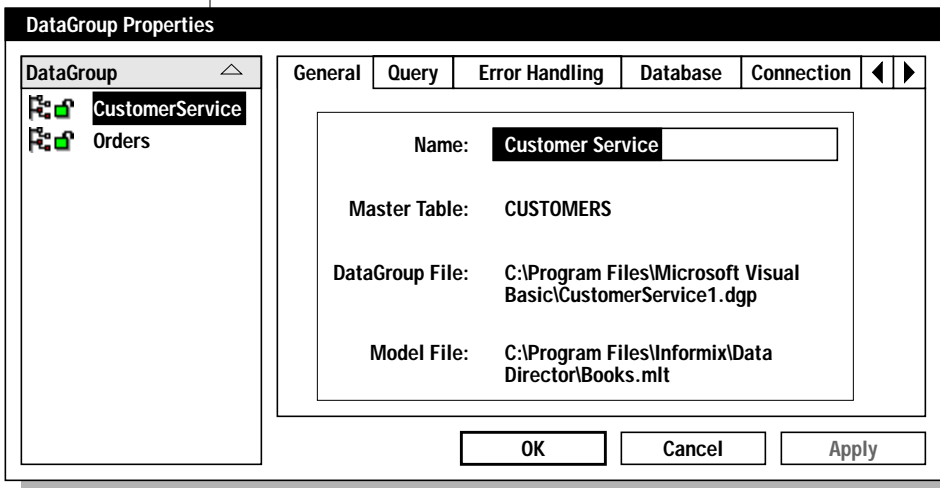 DataGroup Properties
DataGroup
CustomerService
Orders
General Query Error Handling Database Connection
Name: Customer Service
Master Table: CUSTOMERS
DataGroup File: C:\Program Files\Microsoft Visual
Basic\CustomerService1.dgp
Model File: C:\Program Files\Informix\Data
Director\Books.mlt
OK Cancel Apply